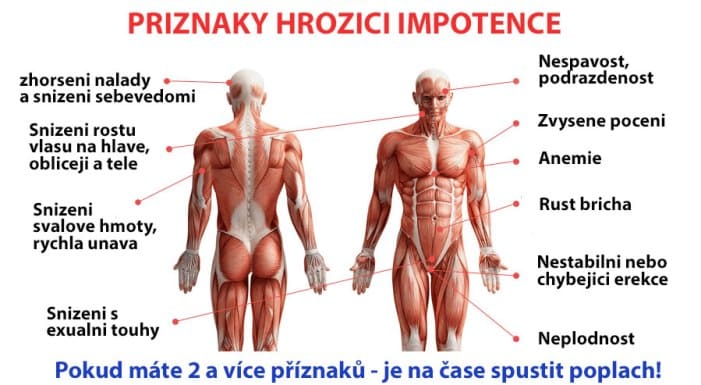 PRIZNAKY HROZICI IMPOTENCE
zhorseni nalady
a snizeni sebevedomi
Snizeni rostu
vlasu na hlave,
obliceji a tele
Snizeni
svalove hmoty,
rychla unava
Snizeni s
exualni touhy
Nespavost,
podrazdenost
Zvysene poceni
Anemie
Rust bricha
Nestabilni nebo
chybejici erekce
Neplodnost
Pokud máte 2 a více příznaků - je na čase spustit poplach!